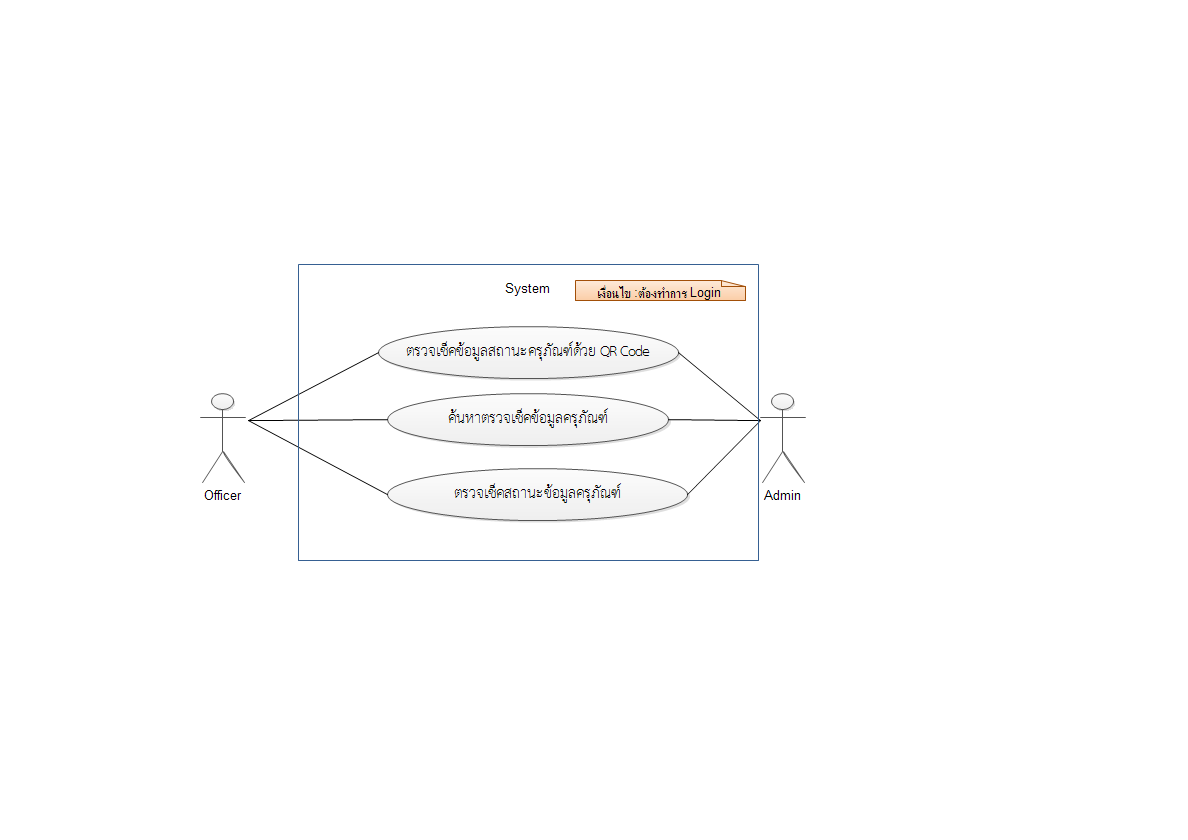 System
เงื่อนไข :ต้องทำการ Login
ตรวจเช็คข้อมูลสถานะครุภัณฑ์ด้วย QR Code
ค้นหาตรวจเช็คข้อมูลครุภัณฑ์
ตรวจเช็คสถานะข้อมูลครุภัณฑ์
Officer
Admin